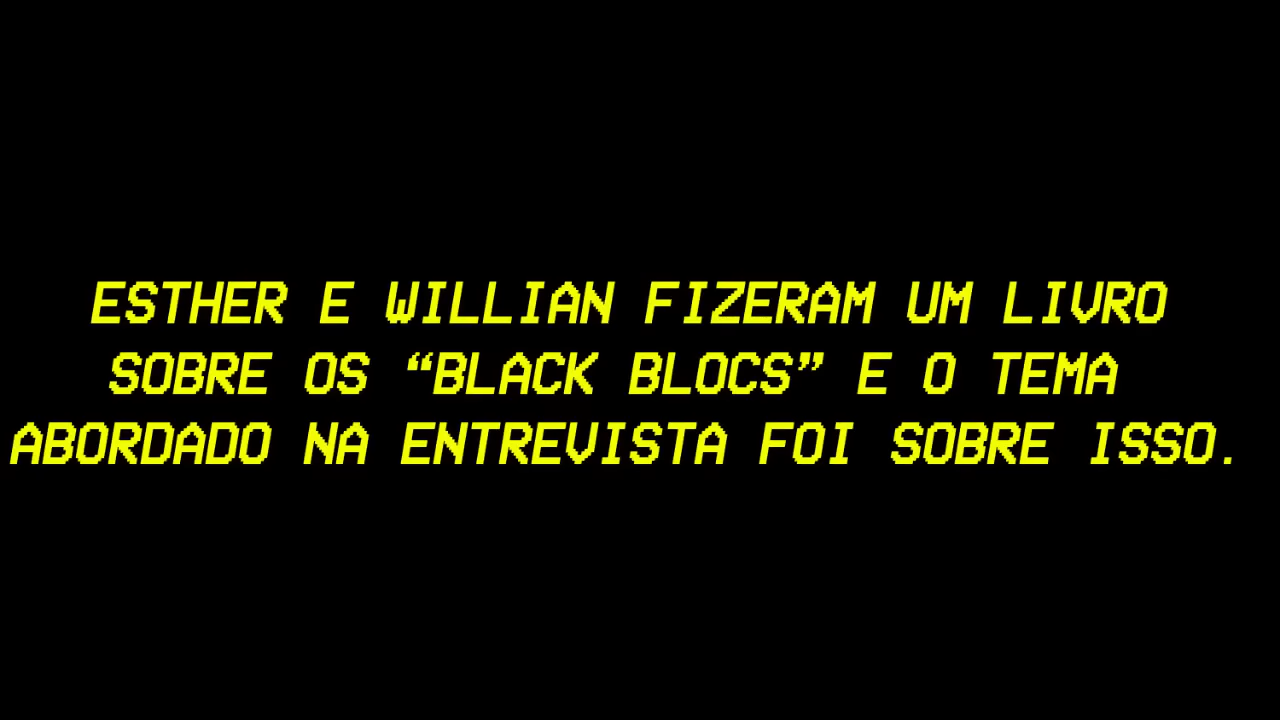 ESTHER E WILLIAN FIZERAM UM LIVRO
SOBRE OS “BLACK BLOCS” E O TEMA
ABORDADO NA ENTREVISTA FOI SOBRE ISSO.